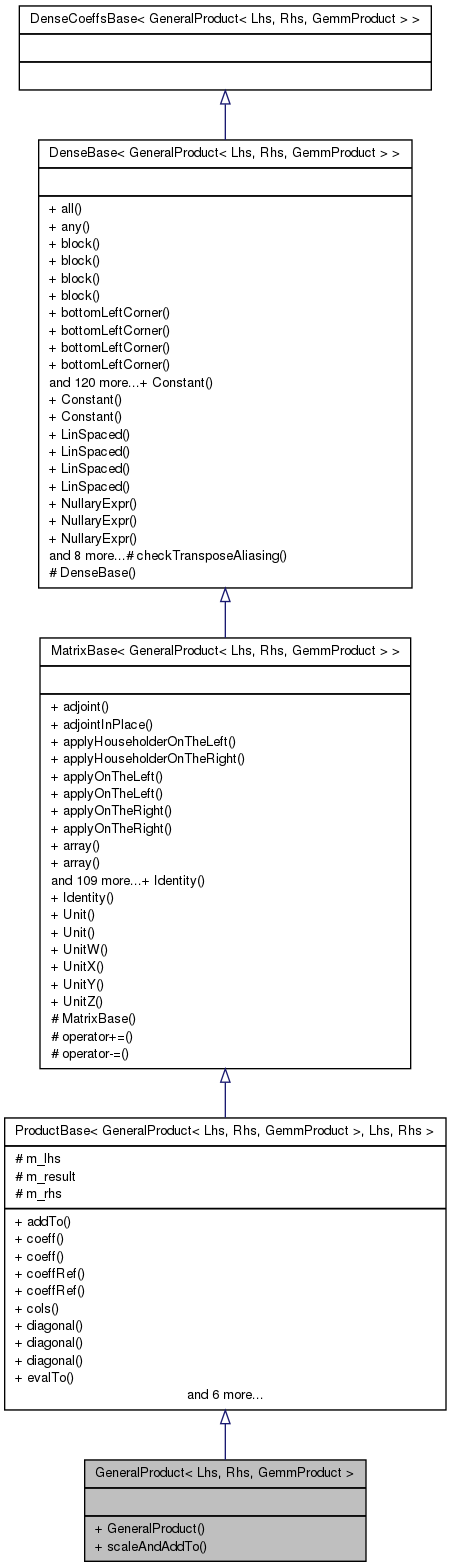 DenseCoeffsBase< GeneralProduct< Lhs, Rhs, GemmProduct > >
DenseBase< GeneralProduct< Lhs, Rhs, GemmProduct > >
+ all()
+ any()
+ block()
+ block()
+ block()
+ block()
+ bottomLeftCorner()
+ bottomLeftCorner()
+ bottomLeftCorner()
+ bottomLeftCorner()
and 120 more...+ Constant()
+ Constant()
+ Constant()
+ LinSpaced()
+ LinSpaced()
+ LinSpaced()
+ LinSpaced()
+ NullaryExpr()
+ NullaryExpr()
+ NullaryExpr()
and 8 more...# checkTransposeAliasing()
# DenseBase()
MatrixBase< GeneralProduct< Lhs, Rhs, GemmProduct > >
+ adjoint()
+ adjointInPlace()
+ applyHouseholderOnTheLeft()
+ applyHouseholderOnTheRight()
+ applyOnTheLeft()
+ applyOnTheLeft()
+ applyOnTheRight()
+ applyOnTheRight()
+ array()
+ array()
and 109 more...+ Identity()
+ Identity()
+ Unit()
+ Unit()
+ UnitW()
+ UnitX()
+ UnitY()
+ UnitZ()
# MatrixBase()
# operator+=()
# operator-=()
ProductBase< GeneralProduct< Lhs, Rhs, GemmProduct >, Lhs, Rhs >
# m_lhs
# m_result
# m_rhs
+ addTo()
+ coeff()
+ coeff()
+ coeffRef()
+ coeffRef()
+ cols()
+ diagonal()
+ diagonal()
+ diagonal()
+ evalTo()
and 6 more...
GeneralProduct< Lhs, Rhs, GemmProduct >
+ GeneralProduct()
+ scaleAndAddTo()